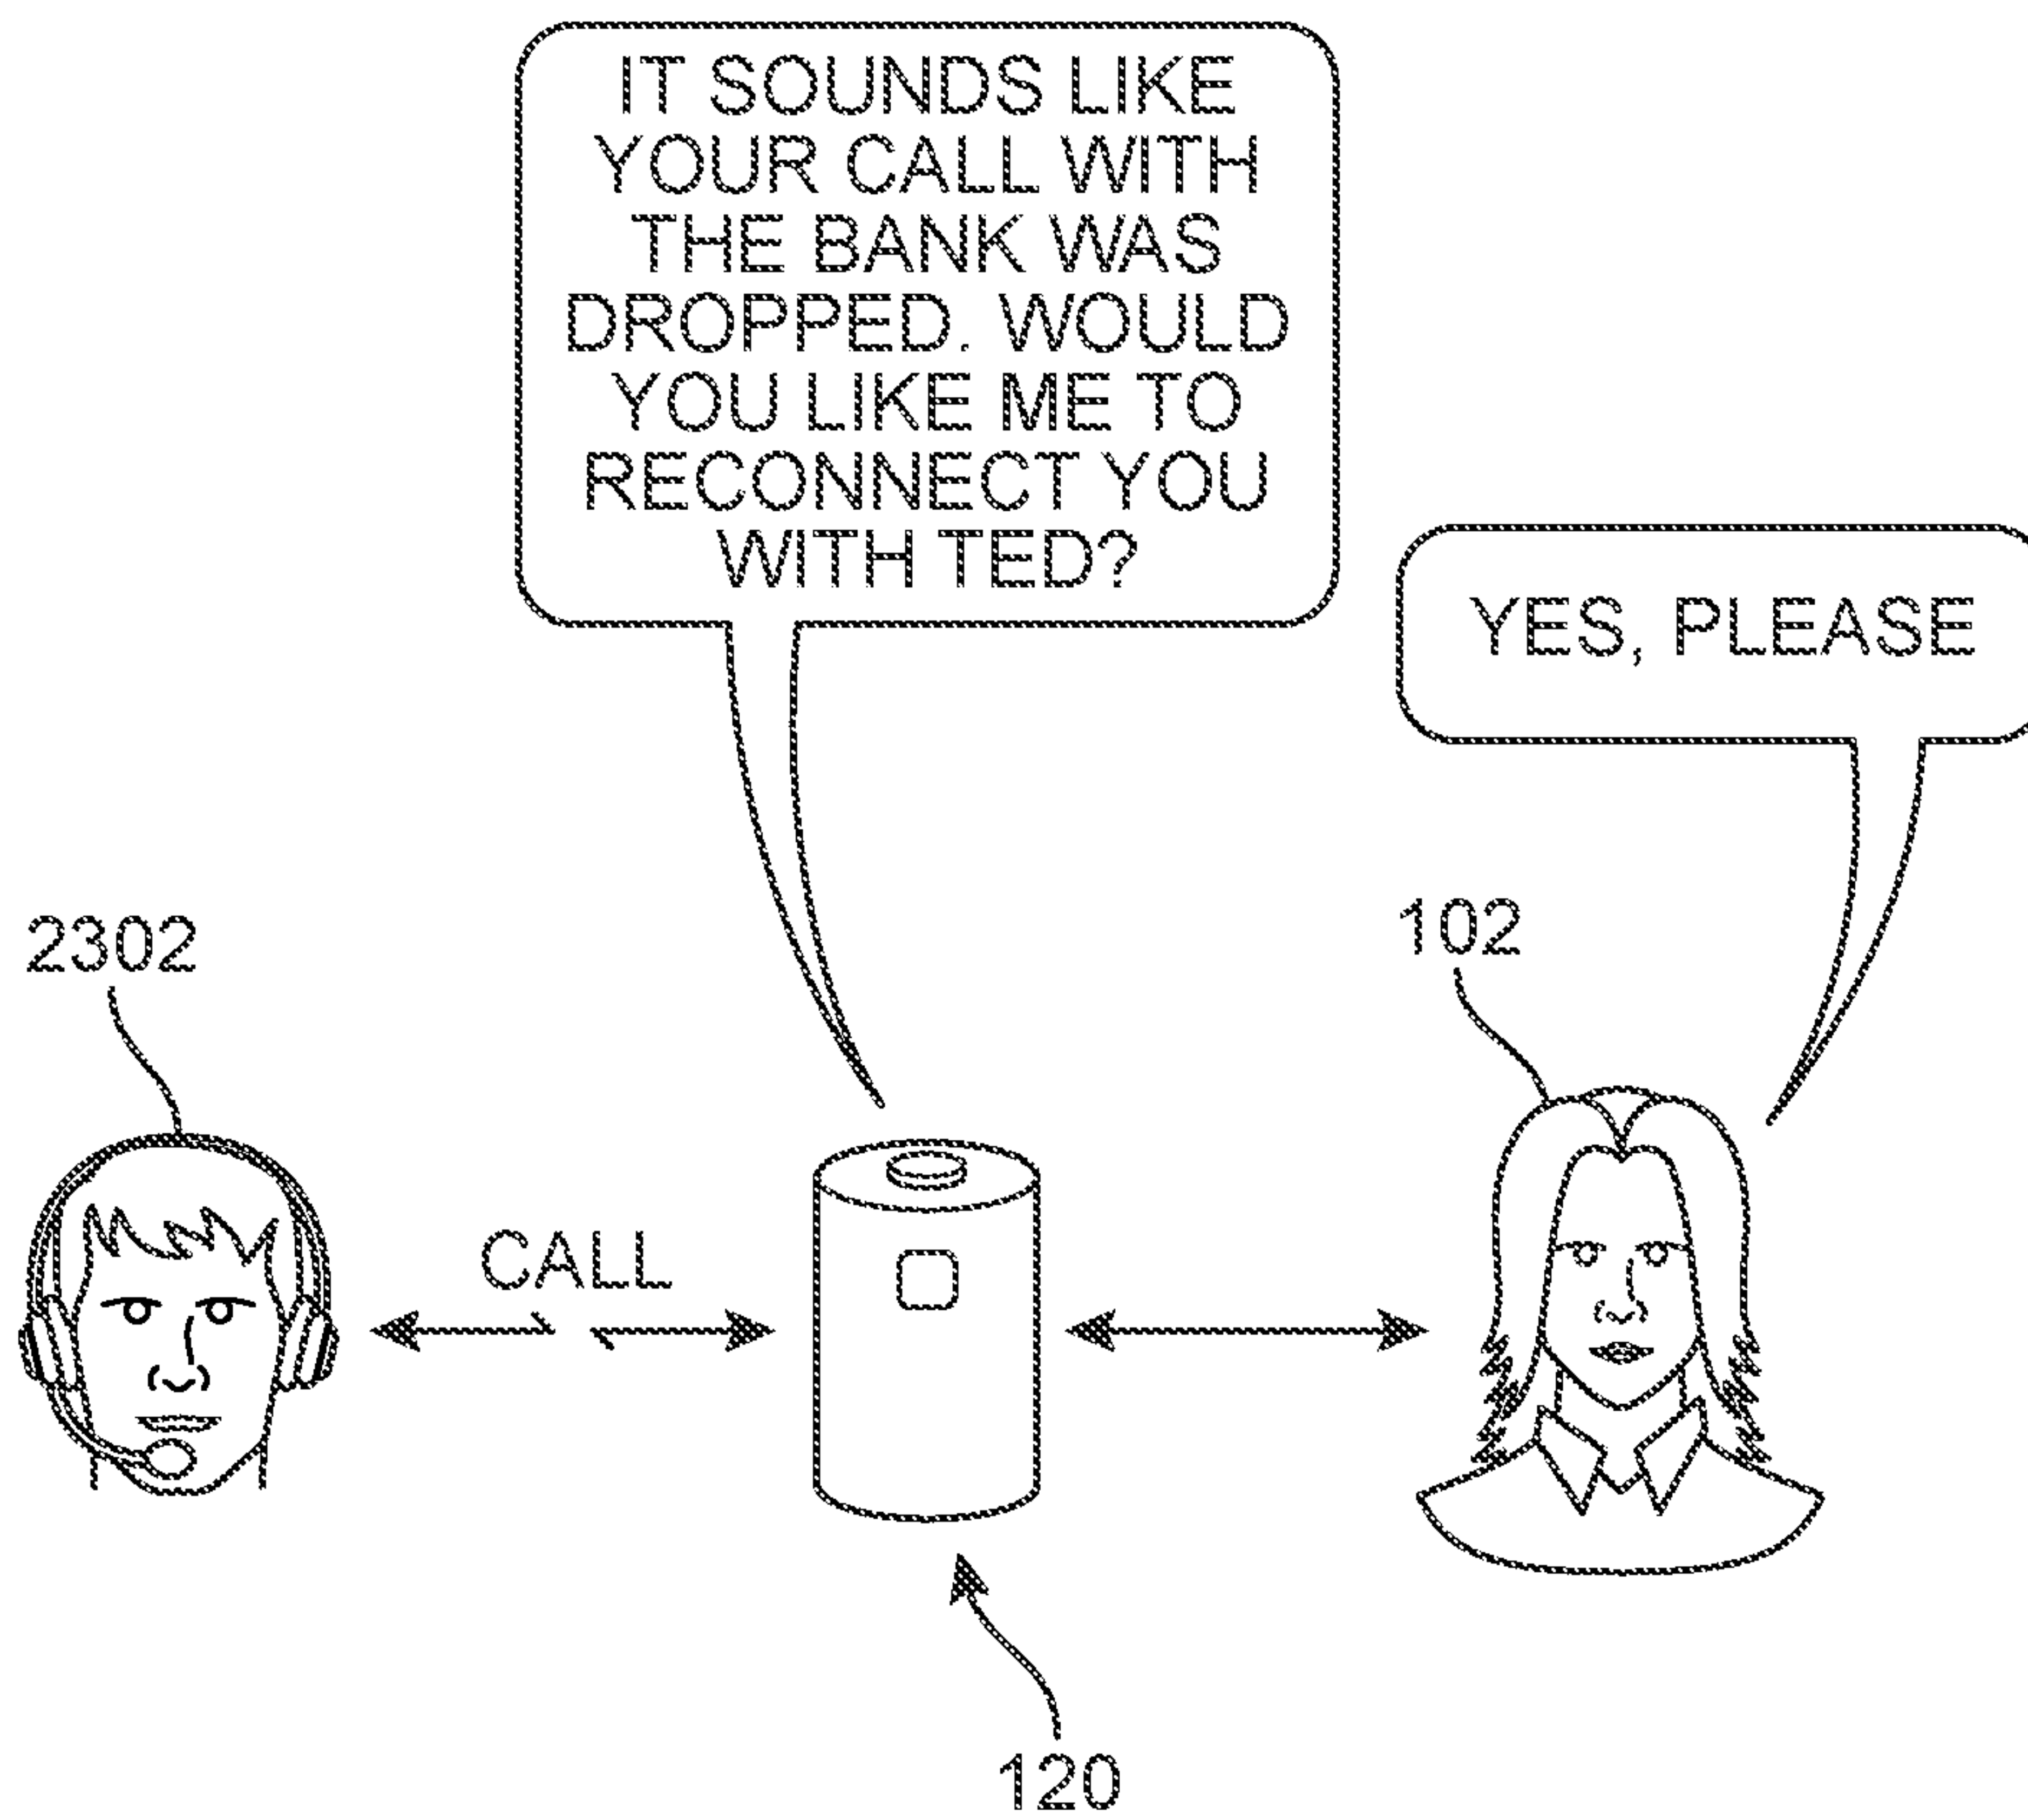 IT SOUNDS LIKE
YOUR CALL WITH
THE BANK WAS
DROPPED. WOULD
YOU LIKE ME TO
RECONNECT YOU
WITH TED?
YES, PLEASE
2302
102
CALL
120